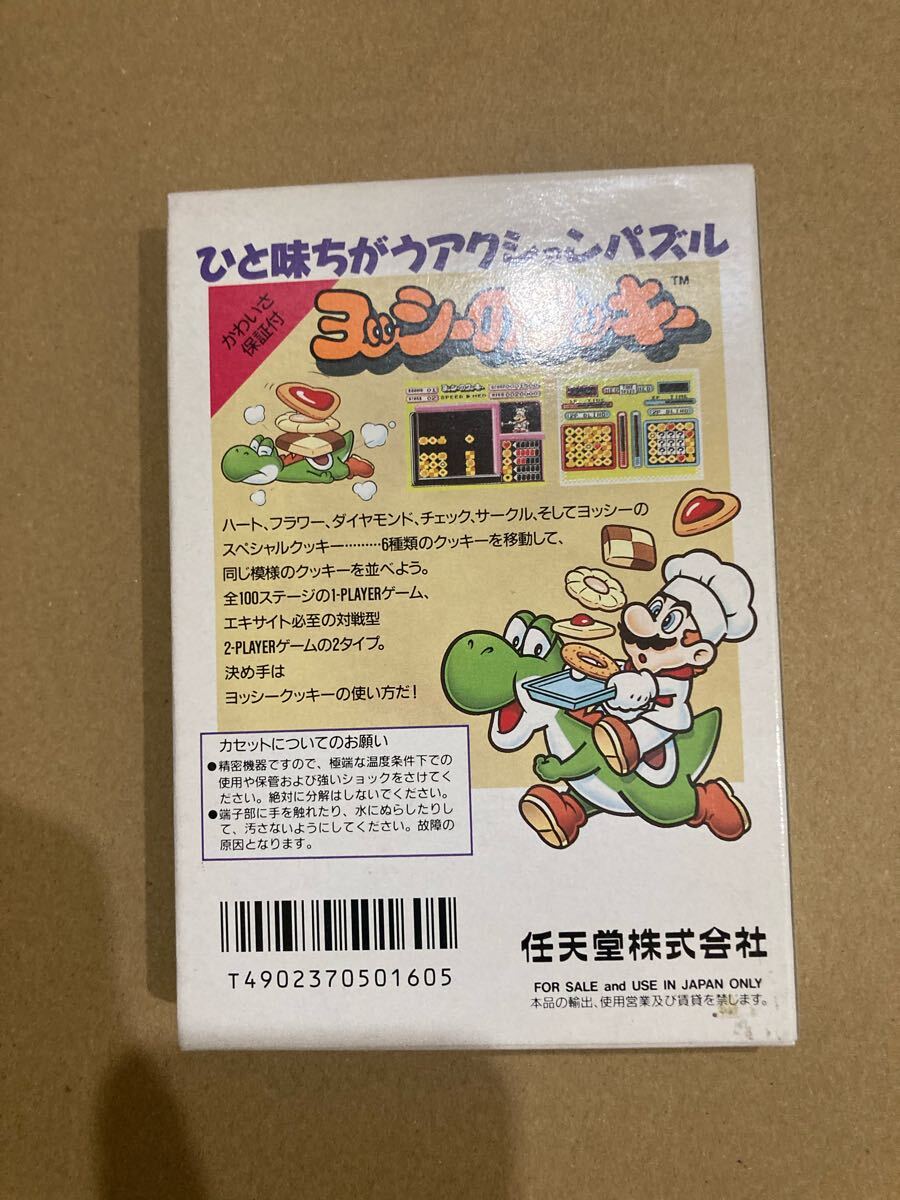 ひと味ちがうアクションパズル
かわいさ
保証付
ヨッシーのクッキー
TM
ROUND 01
STAGE 02
SPEED ▶ MED
ハート、フラワー、ダイヤモンド、チェック、サークル、そしてヨッシーの
スペシャルクッキー………6種類のクッキーを移動して、
同じ模様のクッキーを並べよう。
全100ステージの1-PLAYERゲーム、
エキサイト必至の対戦型
2-PLAYERゲームの2タイプ。
決め手は
ヨッシークッキーの使い方だ!
カセットについてのお願い
●精密機器ですので、極端な温度条件下での
使用や保管および強いショックをさけてく
ださい。絶対に分解はしないでください。
●端子部に手を触れたり、水にぬらしたりし
て、汚さないようにしてください。故障の
原因となります。
T4902370501605
任天堂株式会社
FOR SALE and USE IN JAPAN ONLY
本品の輸出、使用営業及び賃貸を禁じます。